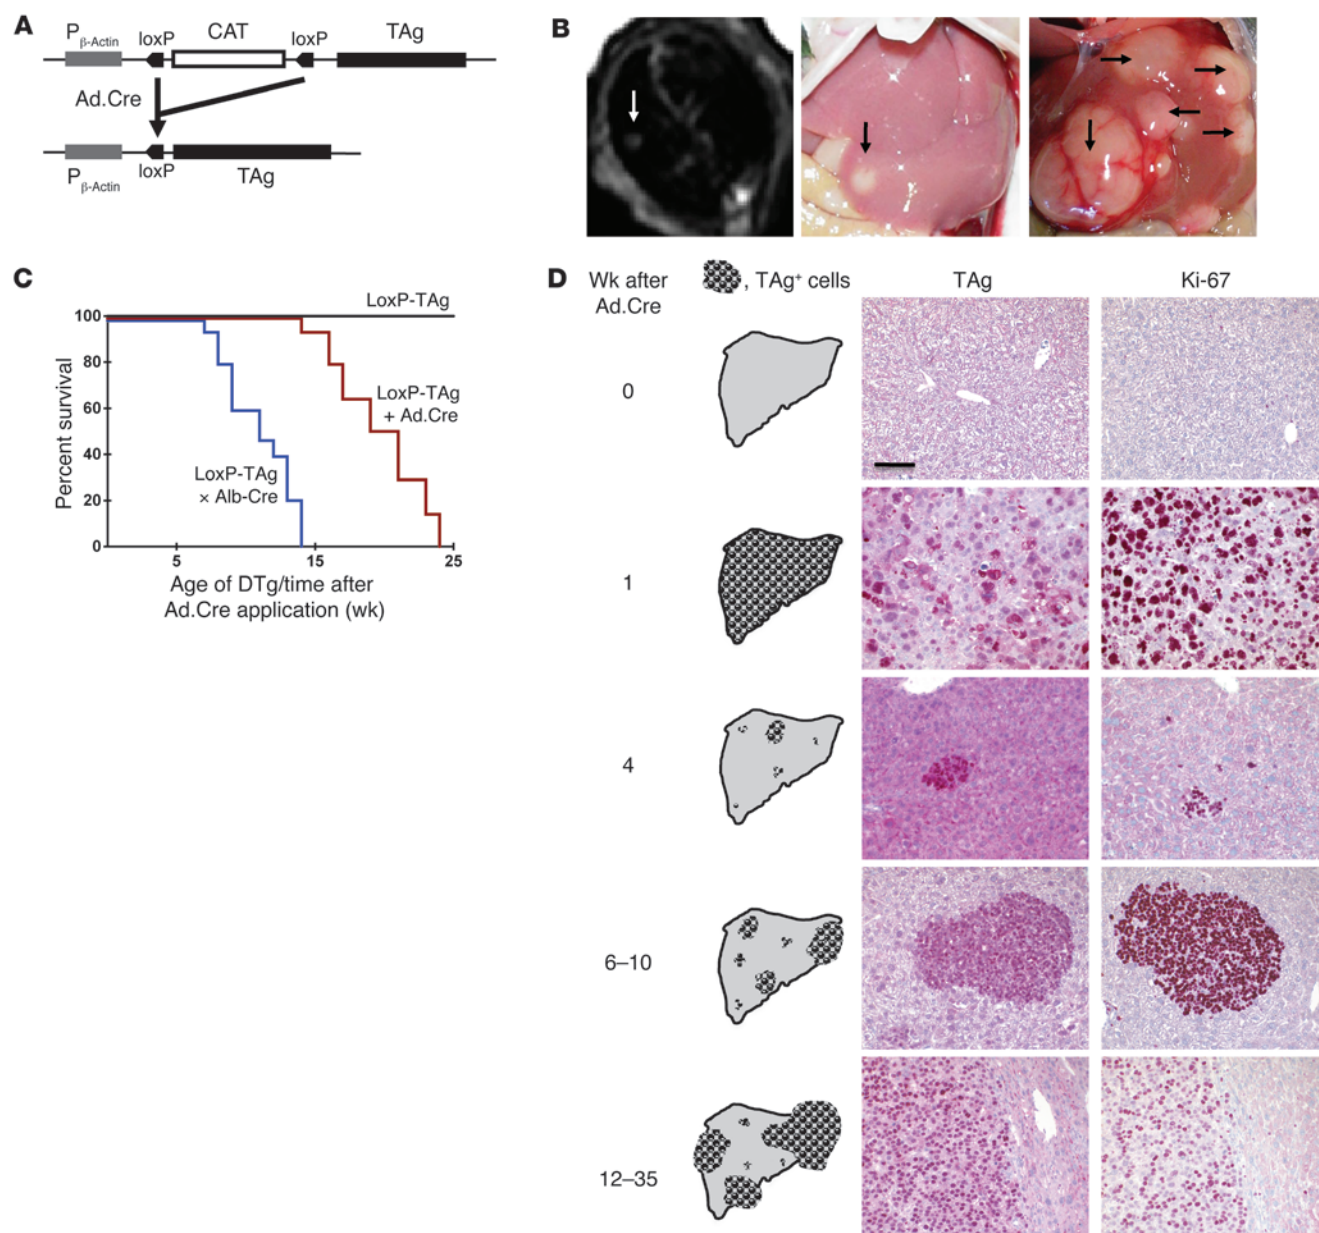 A
P β-Actin
loxP
CAT
loxP
TAg
Ad.Cre
P β-Actin
loxP
TAg
B
C
LoxP-TAg
LoxP-TAg
+ Ad.Cre
LoxP-TAg
× Alb-Cre
Percent survival
100
80
60
40
20
0
5
15
25
Age of DTg/time after
Ad.Cre application (wk)
D
Wk after
Ad.Cre
, TAg+ cells
TAg
Ki-67
0
1
4
6–10
12–35